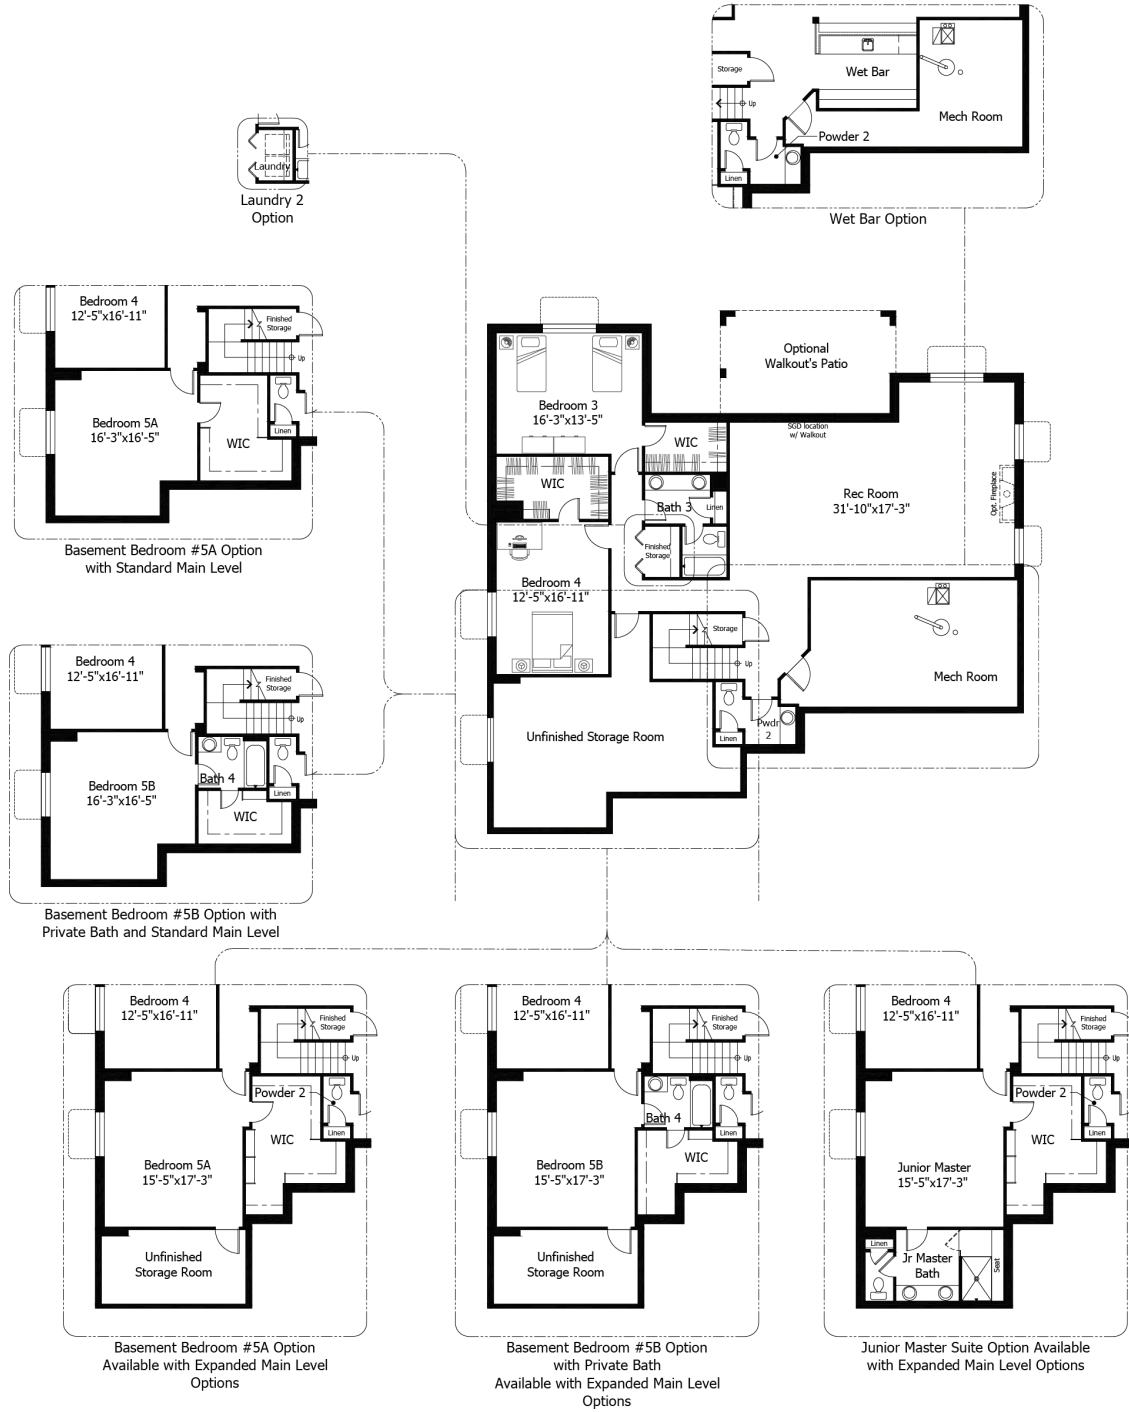 Storage
Up
Wet Bar
Mech Room
Powder 2
Linen
Wet Bar Option
Laundry
Laundry 2
Option
Bedroom 4
12'-5"x16'-11"
Finished
Storage
Up
Bedroom 5A
16'-3"x16'-5"
WIC
Linen
Basement Bedroom #5A Option
with Standard Main Level
Bedroom 4
12'-5"x16'-11"
Finished
Storage
Up
Bedroom 5B
16'-3"x16'-5"
Bath 4
Linen
WIC
Basement Bedroom #5B Option with
Private Bath and Standard Main Level
Optional
Walkout's Patio
Bedroom 3
16'-3"x13'-5"
SGD location
w/ Walkout
WIC
WIC
Bath 3
Linen
Rec Room
31'-10"x17'-3"
Opt. Fireplace
Finished
Storage
Bedroom 4
12'-5"x16'-11"
Storage
Up
Mech Room
Pwdr
2
Linen
Unfinished Storage Room
Bedroom 4
12'-5"x16'-11"
Finished
Storage
Up
Powder 2
Linen
WIC
Bedroom 5A
15'-5"x17'-3"
Unfinished
Storage Room
Basement Bedroom #5A Option
Available with Expanded Main Level
Options
Bedroom 4
12'-5"x16'-11"
Finished
Storage
Up
Bath 4
Linen
WIC
Bedroom 5B
15'-5"x17'-3"
Unfinished
Storage Room
Basement Bedroom #5B Option
with Private Bath
Available with Expanded Main Level
Options
Bedroom 4
12'-5"x16'-11"
Finished
Storage
Up
Powder 2
Linen
WIC
Junior Master
15'-5"x17'-3"
Linen
Jr Master
Bath
Seat
Junior Master Suite Option Available
with Expanded Main Level Options